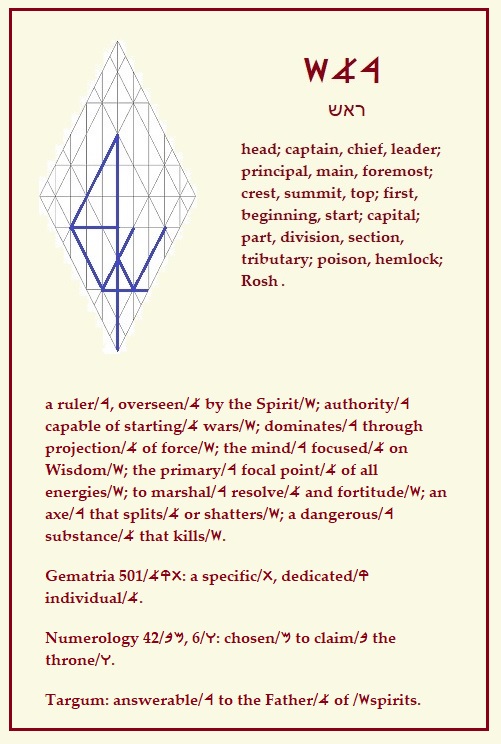 𐤓𐤀𐤔
ראש
head; captain, chief, leader;
principal, main, foremost;
crest, summit, top; first,
beginning, start; capital;
part, division, section,
tributary; poison, hemlock;
Rosh .
a ruler/𐤓, overseen/𐤀 by the Spirit/𐤔; authority/𐤓
capable of starting/𐤀 wars/𐤔; dominates/𐤓 through
projection/𐤀 of force/𐤔; the mind/𐤓 focused/𐤀 on
Wisdom/𐤔; the primary/𐤓 focal point/𐤀 of all
energies/𐤔; to marshal/𐤓 resolve/𐤀 and fortitude/𐤔; an
axe/𐤓 that splits/𐤀 or shatters/𐤔; a dangerous/𐤓
substance/𐤀 that kills/𐤔.
Gematria 501/𐤕𐤒𐤀: a specific/𐤕, dedicated/𐤒
individual/𐤀.
Numerology 42/𐤌𐤁, 6/𐤅: chosen/𐤌 to claim/𐤁 the
throne/𐤅.
Targum: answerable/𐤓 to the Father/𐤀 of /𐤔spirits.